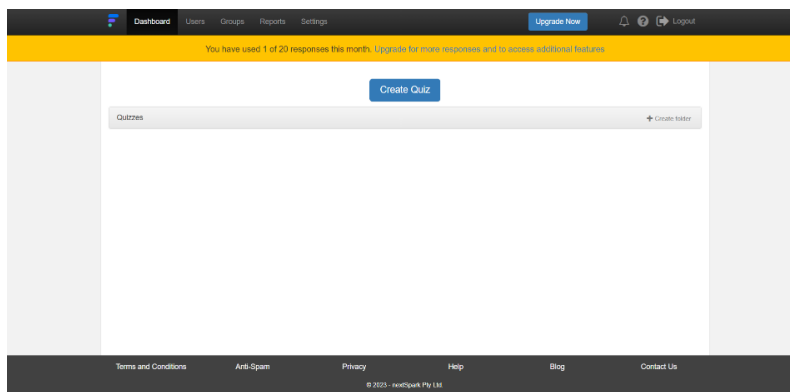 Dashboard Users Groups Reports Settings Upgrade Now Logout
You have used 1 of 20 responses this month. Upgrade for more responses and to access additional features
Create Quiz
Quizzes + Create folder
Terms and Conditions Anti-Spam Privacy Help Blog Contact Us
© 2023 - nextSpark Pty Ltd